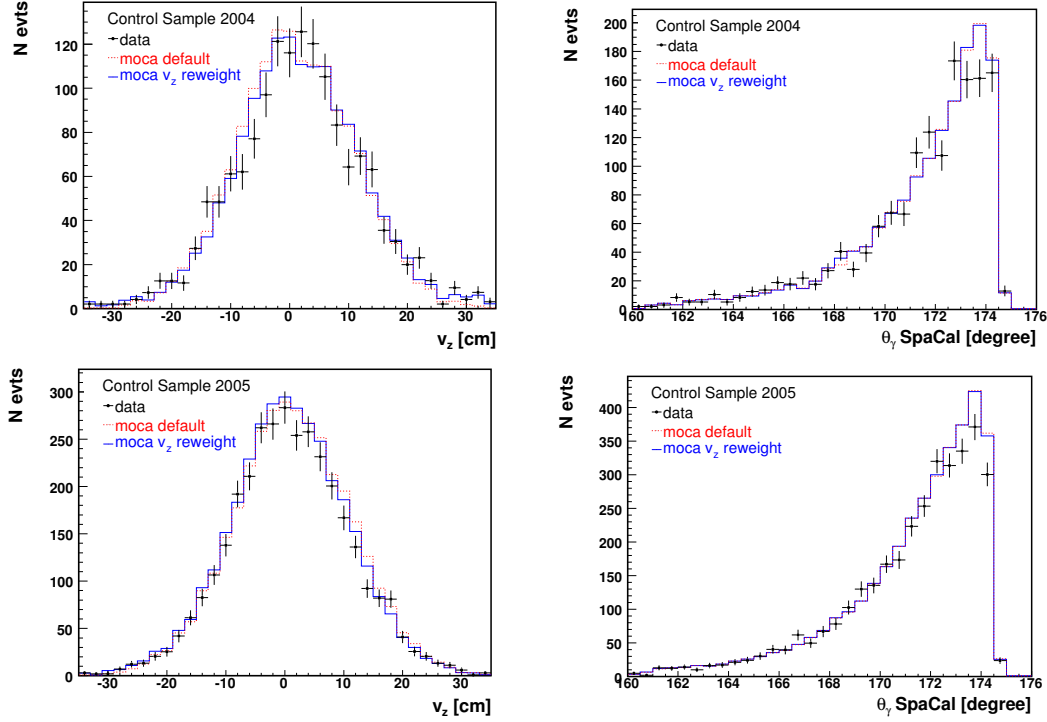 N evts
Control Sample 2004
data
moca default
moca v_z reweight
120
100
80
60
40
20
0
-30 -20 -10 0 10 20 30
v_z [cm]
N evts
Control Sample 2004
data
moca default
moca v_z reweight
200
180
160
140
120
100
80
60
40
20
0
160 162 164 166 168 170 172 174 176
θ_γ SpaCal [degree]
N evts
Control Sample 2005
data
moca default
moca v_z reweight
300
250
200
150
100
50
0
-30 -20 -10 0 10 20 30
v_z [cm]
N evts
Control Sample 2005
data
moca default
moca v_z reweight
400
350
300
250
200
150
100
50
0
160 162 164 166 168 170 172 174 176
θ_γ SpaCal [degree]